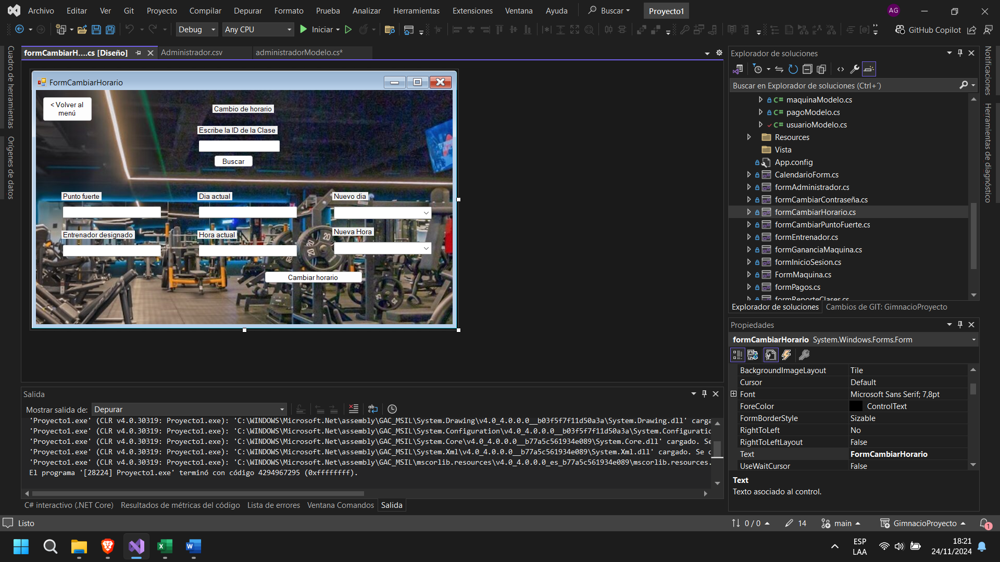 Archivo Editar Ver Git Proyecto Compilar Depurar Formato Prueba Analizar Herramientas Extensiones Ventana Ayuda Buscar Proyecto1 AG
Debug Any CPU Iniciar GitHub Copilot
Cuadro de herramientas
Orígenes de datos
formCambiarH....cs [Diseño] Administrador.csv administradorModelo.cs*
FormCambiarHorario
< Volver al
menú
Cambio de horario
Escribe la ID de la Clase
Buscar
Punto fuerte Dia actual Nuevo dia
Entrenador designado Hora actual Nueva Hora
Cambiar horario
Explorador de soluciones
Buscar en Explorador de soluciones (Ctrl+´)
C# maquinaModelo.cs
C# pagoModelo.cs
C# usuarioModelo.cs
Resources
Vista
App.config
CalendarioForm.cs
formAdministrador.cs
formCambiarContraseña.cs
formCambiarHorario.cs
formCambiarPuntoFuerte.cs
formEntrenador.cs
formGananciaMaquina.cs
formInicioSesion.cs
FormMaquina.cs
formPagos.cs
formReporteClases.cs
Explorador de soluciones Cambios de GIT: GimnacioProyecto
Notificaciones
Herramientas de diagnóstico
Propiedades
formCambiarHorario System.Windows.Forms.Form
BackgroundImageLayout Tile
Cursor Default
Font Microsoft Sans Serif; 7,8pt
ForeColor ControlText
FormBorderStyle Sizable
RightToLeft No
RightToLeftLayout False
Text FormCambiarHorario
UseWaitCursor False
Text
Texto asociado al control.
Salida
Mostrar salida de: Depurar
'Proyecto1.exe' (CLR v4.0.30319: Proyecto1.exe): 'C:\WINDOWS\Microsoft.Net\assembly\GAC_MSIL\System.Drawing\v4.0_4.0.0.0__b03f5f7f11d50a3a\System.Drawing.dll' carga
'Proyecto1.exe' (CLR v4.0.30319: Proyecto1.exe): 'C:\WINDOWS\Microsoft.Net\assembly\GAC_MSIL\System.Configuration\v4.0_4.0.0.0__b03f5f7f11d50a3a\System.Configuratio
'Proyecto1.exe' (CLR v4.0.30319: Proyecto1.exe): 'C:\WINDOWS\Microsoft.Net\assembly\GAC_MSIL\System.Core\v4.0_4.0.0.0__b77a5c561934e089\System.Core.dll' cargado. Se
'Proyecto1.exe' (CLR v4.0.30319: Proyecto1.exe): 'C:\WINDOWS\Microsoft.Net\assembly\GAC_MSIL\System.Xml\v4.0_4.0.0.0__b77a5c561934e089\System.Xml.dll' cargado. Se c
'Proyecto1.exe' (CLR v4.0.30319: Proyecto1.exe): 'C:\WINDOWS\Microsoft.Net\assembly\GAC_MSIL\mscorlib.resources\v4.0_4.0.0.0_es_b77a5c561934e089\mscorlib.resources.
El programa '[28224] Proyecto1.exe' terminó con código 4294967295 (0xffffffff).
C# interactivo (.NET Core) Resultados de métricas del código Lista de errores Ventana Comandos Salida
Listo 0 / 0 14 main GimnacioProyecto 1
ESP
LAA
18:21
24/11/2024